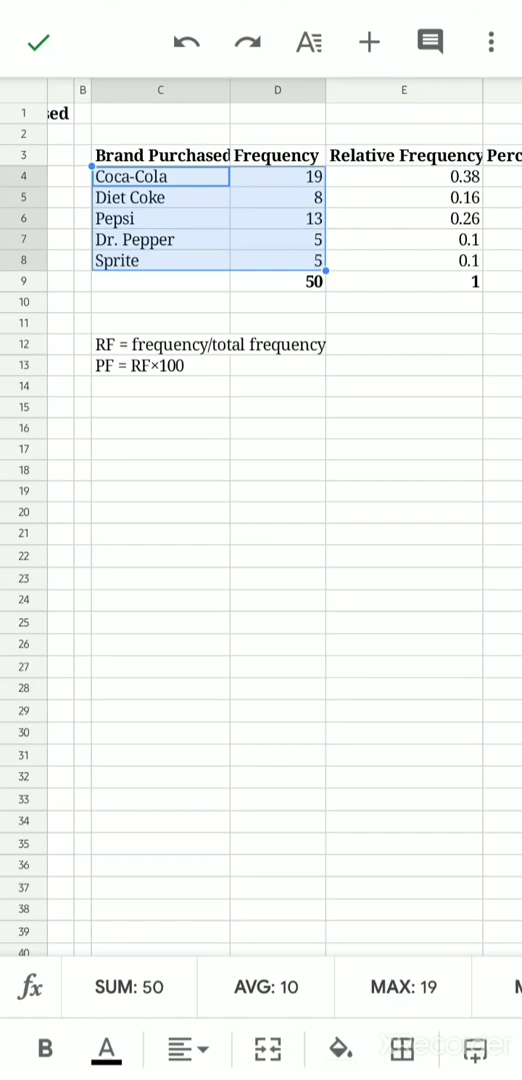 B C D E
1 sed
2
3 Brand Purchased Frequency Relative Frequency Perc
4 Coca-Cola 19 0.38
5 Diet Coke 8 0.16
6 Pepsi 13 0.26
7 Dr. Pepper 5 0.1
8 Sprite 5 0.1
9 50 1
10
11
12 RF = frequency/total frequency
13 PF = RF×100
14
15
16
17
18
19
20
21
22
23
24
25
26
27
28
29
30
31
32
33
34
35
36
37
38
39
40
fx SUM: 50 AVG: 10 MAX: 19
B A
XRecorder